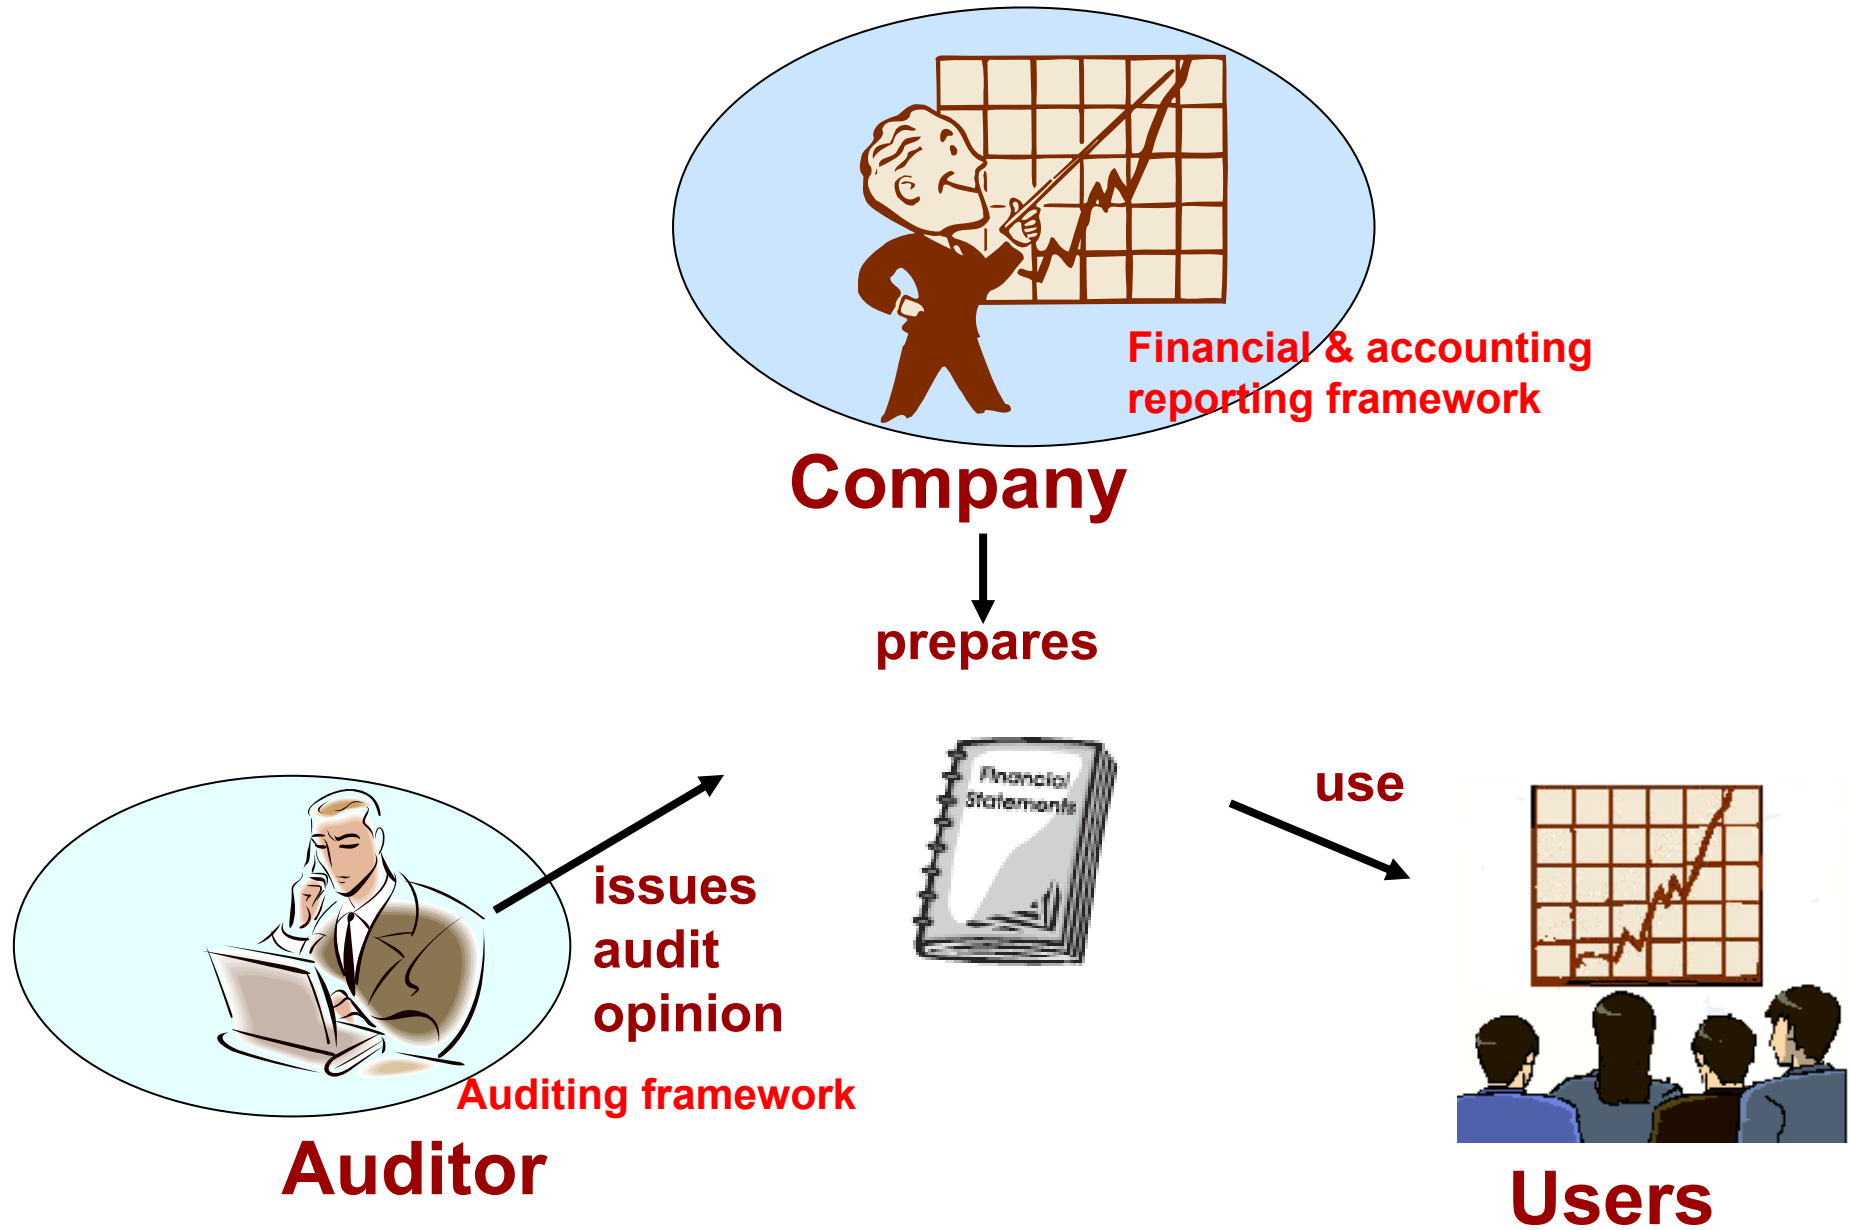 Financial & accounting
reporting framework
Company
prepares
Financial
Statements
use
issues
audit
opinion
Auditing framework
Auditor
Users